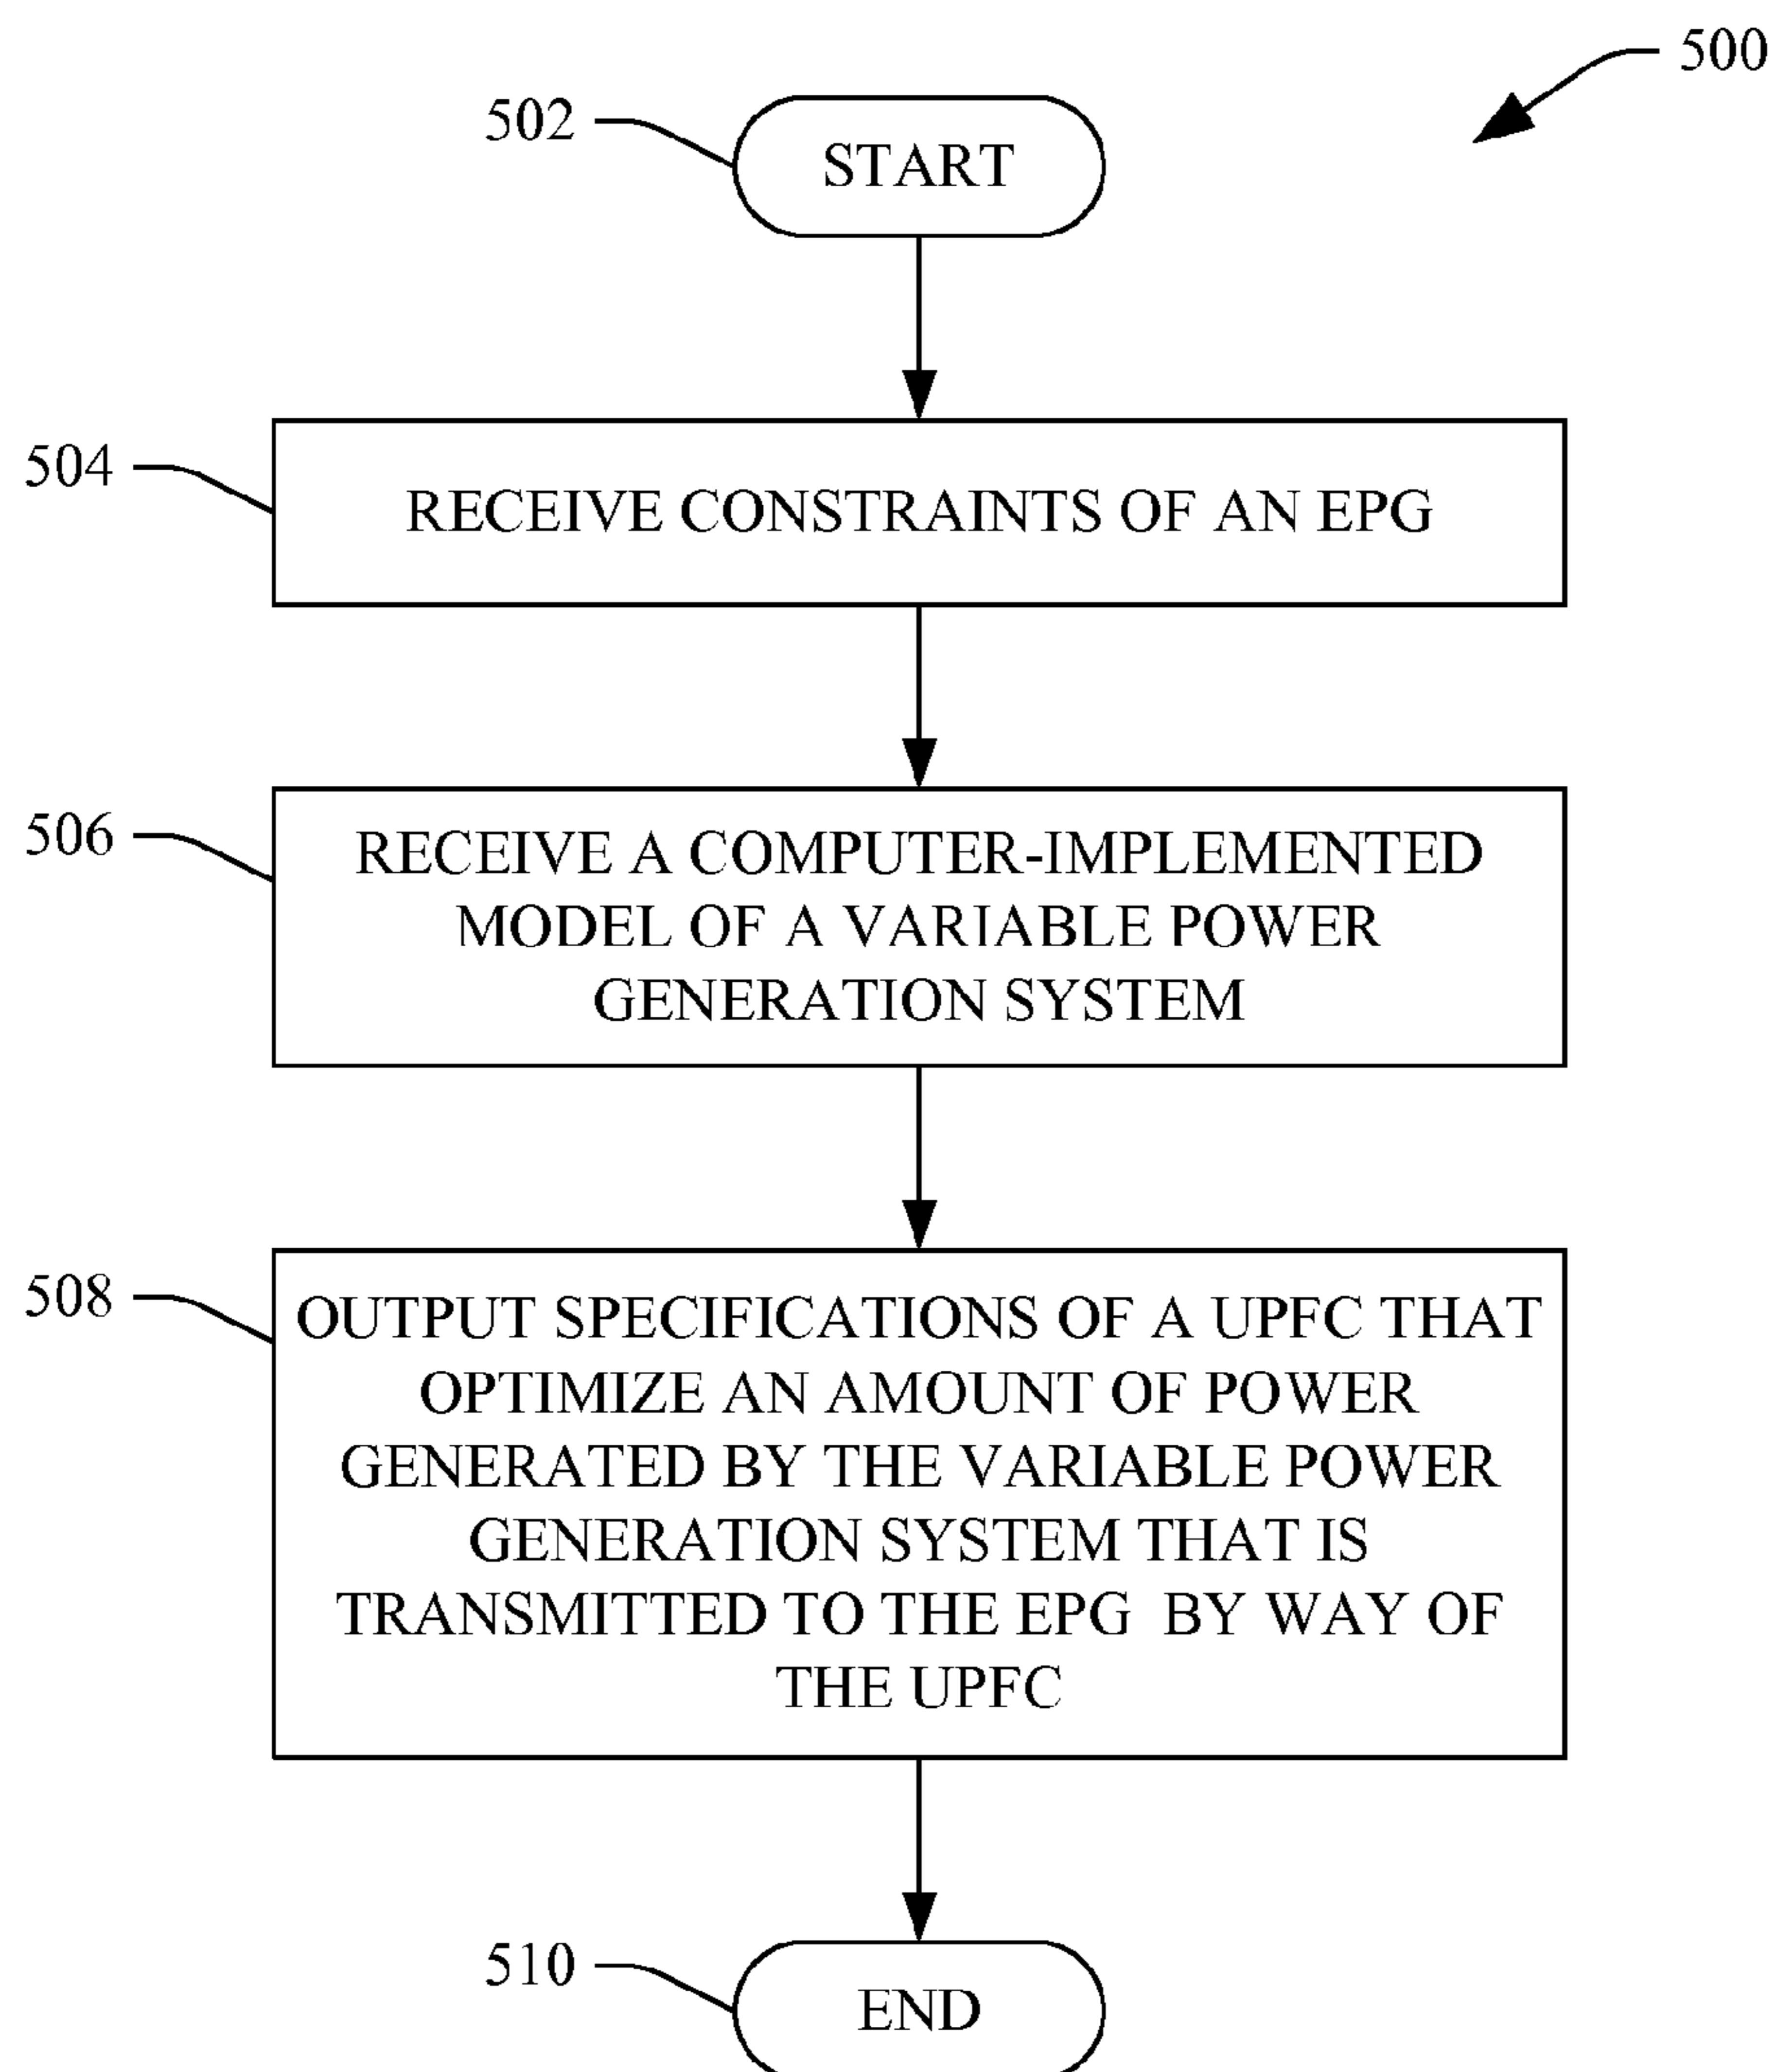 500
502
START
504
RECEIVE CONSTRAINTS OF AN EPG
506
RECEIVE A COMPUTER-IMPLEMENTED
MODEL OF A VARIABLE POWER
GENERATION SYSTEM
508
OUTPUT SPECIFICATIONS OF A UPFC THAT
OPTIMIZE AN AMOUNT OF POWER
GENERATED BY THE VARIABLE POWER
GENERATION SYSTEM THAT IS
TRANSMITTED TO THE EPG BY WAY OF
THE UPFC
510
END